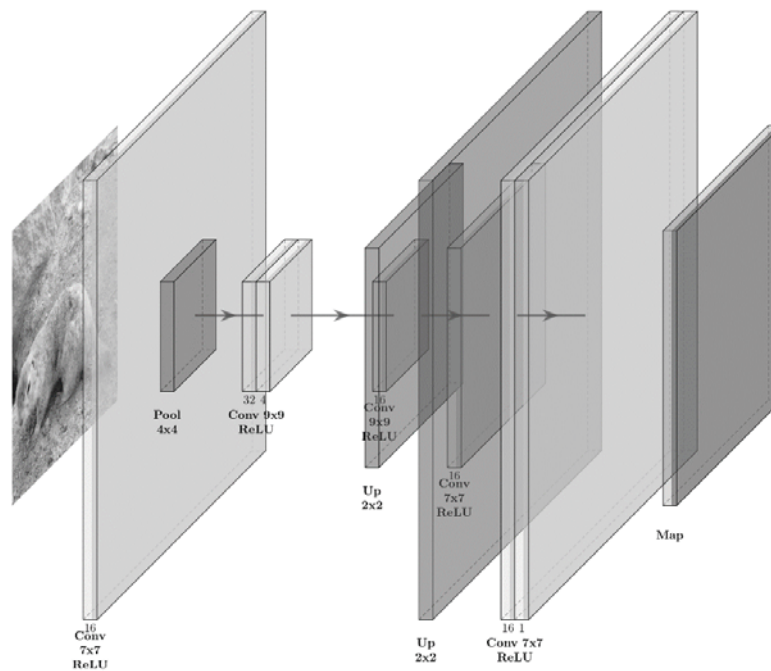 16
Conv
7x7
ReLU
Pool
4x4
32 4
Conv 9x9
ReLU
16
Conv
9x9
ReLU
Up
2x2
16
Conv
7x7
ReLU
Up
2x2
16 1
Conv 7x7
ReLU
Map